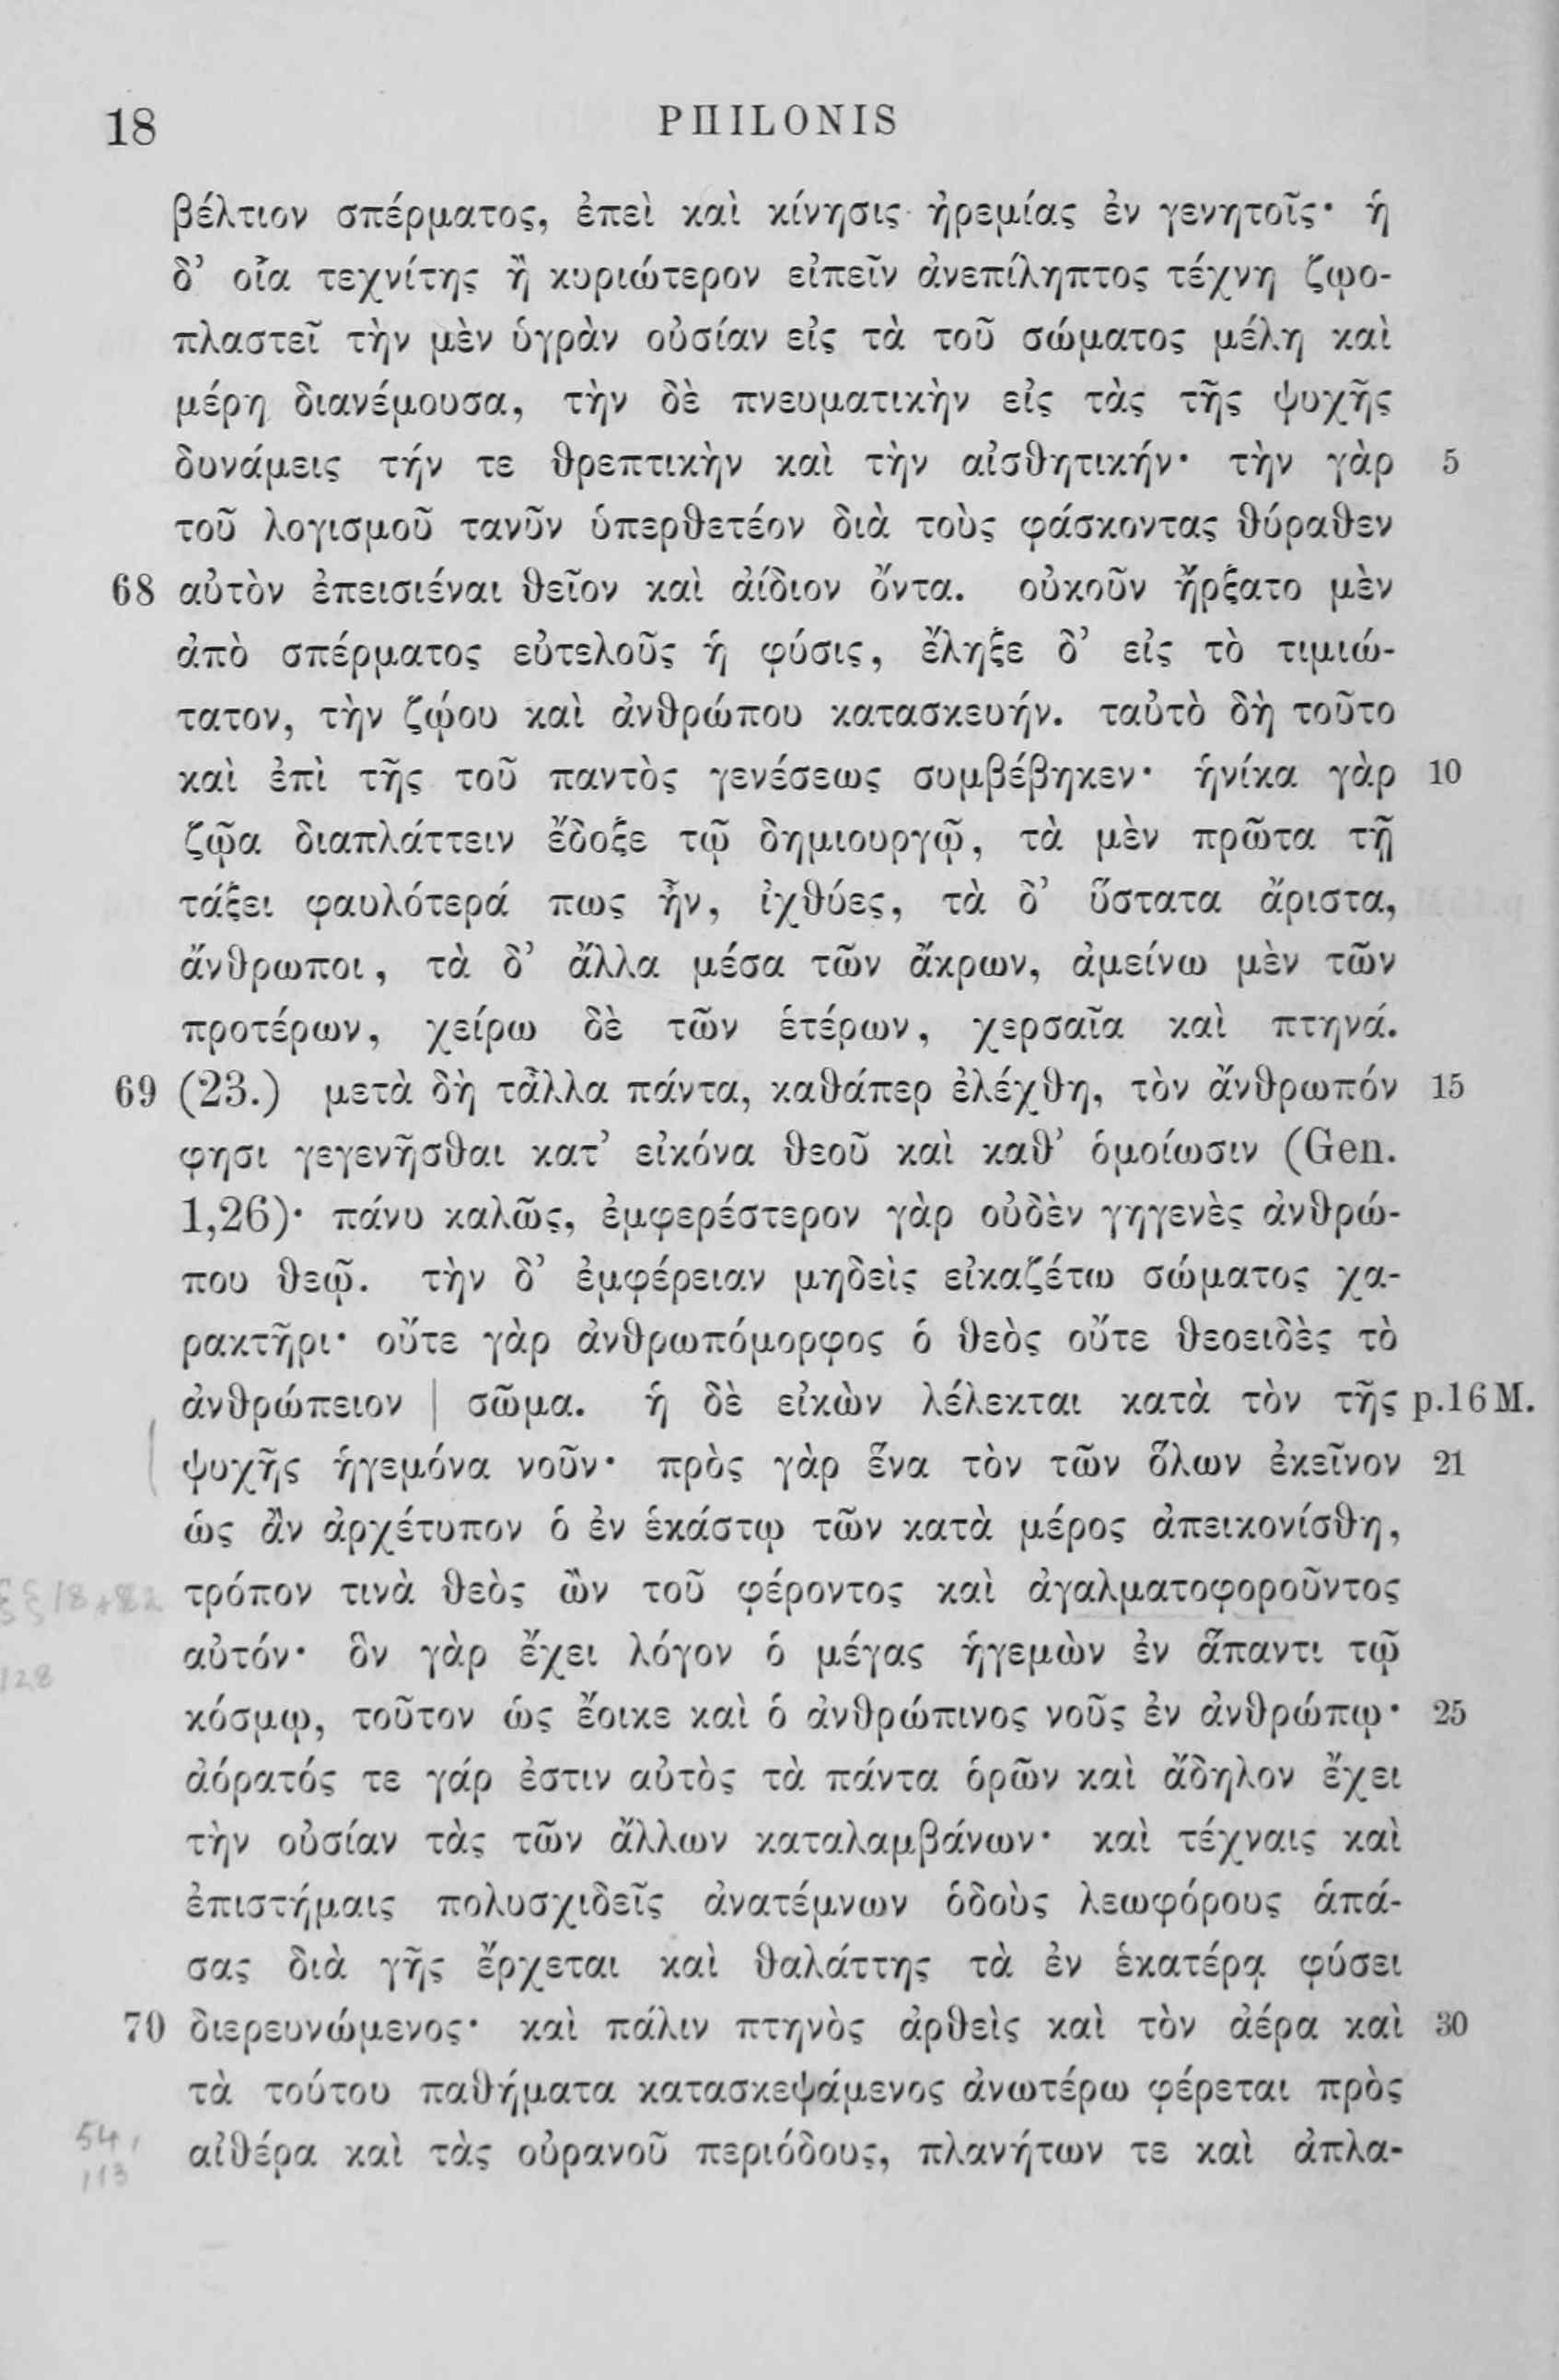 18 PHILONIS
βέλτιον σπέρματος, ἐπεὶ καὶ κίνησις ἠρεμίας ἐν γενητοῖς· ἡ
δ’ οἷα τεχνίτης ἢ κυριώτερον εἰπεῖν ἀνεπίληπτος τέχνη ζῳο-
πλαστεῖ τὴν μὲν ὑγρὰν οὐσίαν εἰς τὰ τοῦ σώματος μέλη καὶ
μέρη διανέμουσα, τὴν δὲ πνευματικὴν εἰς τὰς τῆς ψυχῆς
δυνάμεις τήν τε θρεπτικὴν καὶ τὴν αἰσθητικήν· τὴν γὰρ 5
τοῦ λογισμοῦ τανῦν ὑπερθετέον διὰ τοὺς φάσκοντας θύραθεν
68 αὐτὸν ἐπεισιέναι θεῖον καὶ ἀίδιον ὄντα. οὐκοῦν ἤρξατο μὲν
ἀπὸ σπέρματος εὐτελοῦς ἡ φύσις, ἔληξε δ’ εἰς τὸ τιμιώ-
τατον, τὴν ζῴου καὶ ἀνθρώπου κατασκευήν. ταὐτὸ δὴ τοῦτο
καὶ ἐπὶ τῆς τοῦ παντὸς γενέσεως συμβέβηκεν· ἡνίκα γὰρ 10
ζῷα διαπλάττειν ἔδοξε τῷ δημιουργῷ, τὰ μὲν πρῶτα τῇ
τάξει φαυλότερά πως ἦν, ἰχθύες, τὰ δ’ ὕστατα ἄριστα,
ἄνθρωποι, τὰ δ’ ἄλλα μέσα τῶν ἄκρων, ἀμείνω μὲν τῶν
προτέρων, χείρω δὲ τῶν ἑτέρων, χερσαῖα καὶ πτηνά.
69 (23.) μετὰ δὴ τἆλλα πάντα, καθάπερ ἐλέχθη, τὸν ἄνθρωπόν 15
φησι γεγενῆσθαι κατ’ εἰκόνα θεοῦ καὶ καθ’ ὁμοίωσιν (Gen.
1,26)· πάνυ καλῶς, ἐμφερέστερον γὰρ οὐδὲν γηγενὲς ἀνθρώ-
που θεῷ. τὴν δ’ ἐμφέρειαν μηδεὶς εἰκαζέτω σώματος χα-
ρακτῆρι· οὔτε γὰρ ἀνθρωπόμορφος ὁ θεὸς οὔτε θεοειδὲς τὸ
ἀνθρώπειον | σῶμα. ἡ δὲ εἰκὼν λέλεκται κατὰ τὸν τῆς p.16 M.
ψυχῆς ἡγεμόνα νοῦν· πρὸς γὰρ ἕνα τὸν τῶν ὅλων ἐκεῖνον 21
ὡς ἂν ἀρχέτυπον ὁ ἐν ἑκάστῳ τῶν κατὰ μέρος ἀπεικονίσθη,
τρόπον τινὰ θεὸς ὢν τοῦ φέροντος καὶ ἀγαλματοφοροῦντος
αὐτόν· ὃν γὰρ ἔχει λόγον ὁ μέγας ἡγεμὼν ἐν ἅπαντι τῷ
128
κόσμῳ, τοῦτον ὡς ἔοικε καὶ ὁ ἀνθρώπινος νοῦς ἐν ἀνθρώπῳ· 25
ἀόρατός τε γάρ ἐστιν αὐτὸς τὰ πάντα ὁρῶν καὶ ἄδηλον ἔχει
τὴν οὐσίαν τὰς τῶν ἄλλων καταλαμβάνων· καὶ τέχναις καὶ
ἐπιστήμαις πολυσχιδεῖς ἀνατέμνων ὁδοὺς λεωφόρους ἁπά-
σας διὰ γῆς ἔρχεται καὶ θαλάττης τὰ ἐν ἑκατέρᾳ φύσει
70 διερευνώμενος· καὶ πάλιν πτηνὸς ἀρθεὶς καὶ τὸν ἀέρα καὶ 30
τὰ τούτου παθήματα κατασκεψάμενος ἀνωτέρω φέρεται πρὸς
54,
113
αἰθέρα καὶ τὰς οὐρανοῦ περιόδους, πλανήτων τε καὶ ἀπλα-